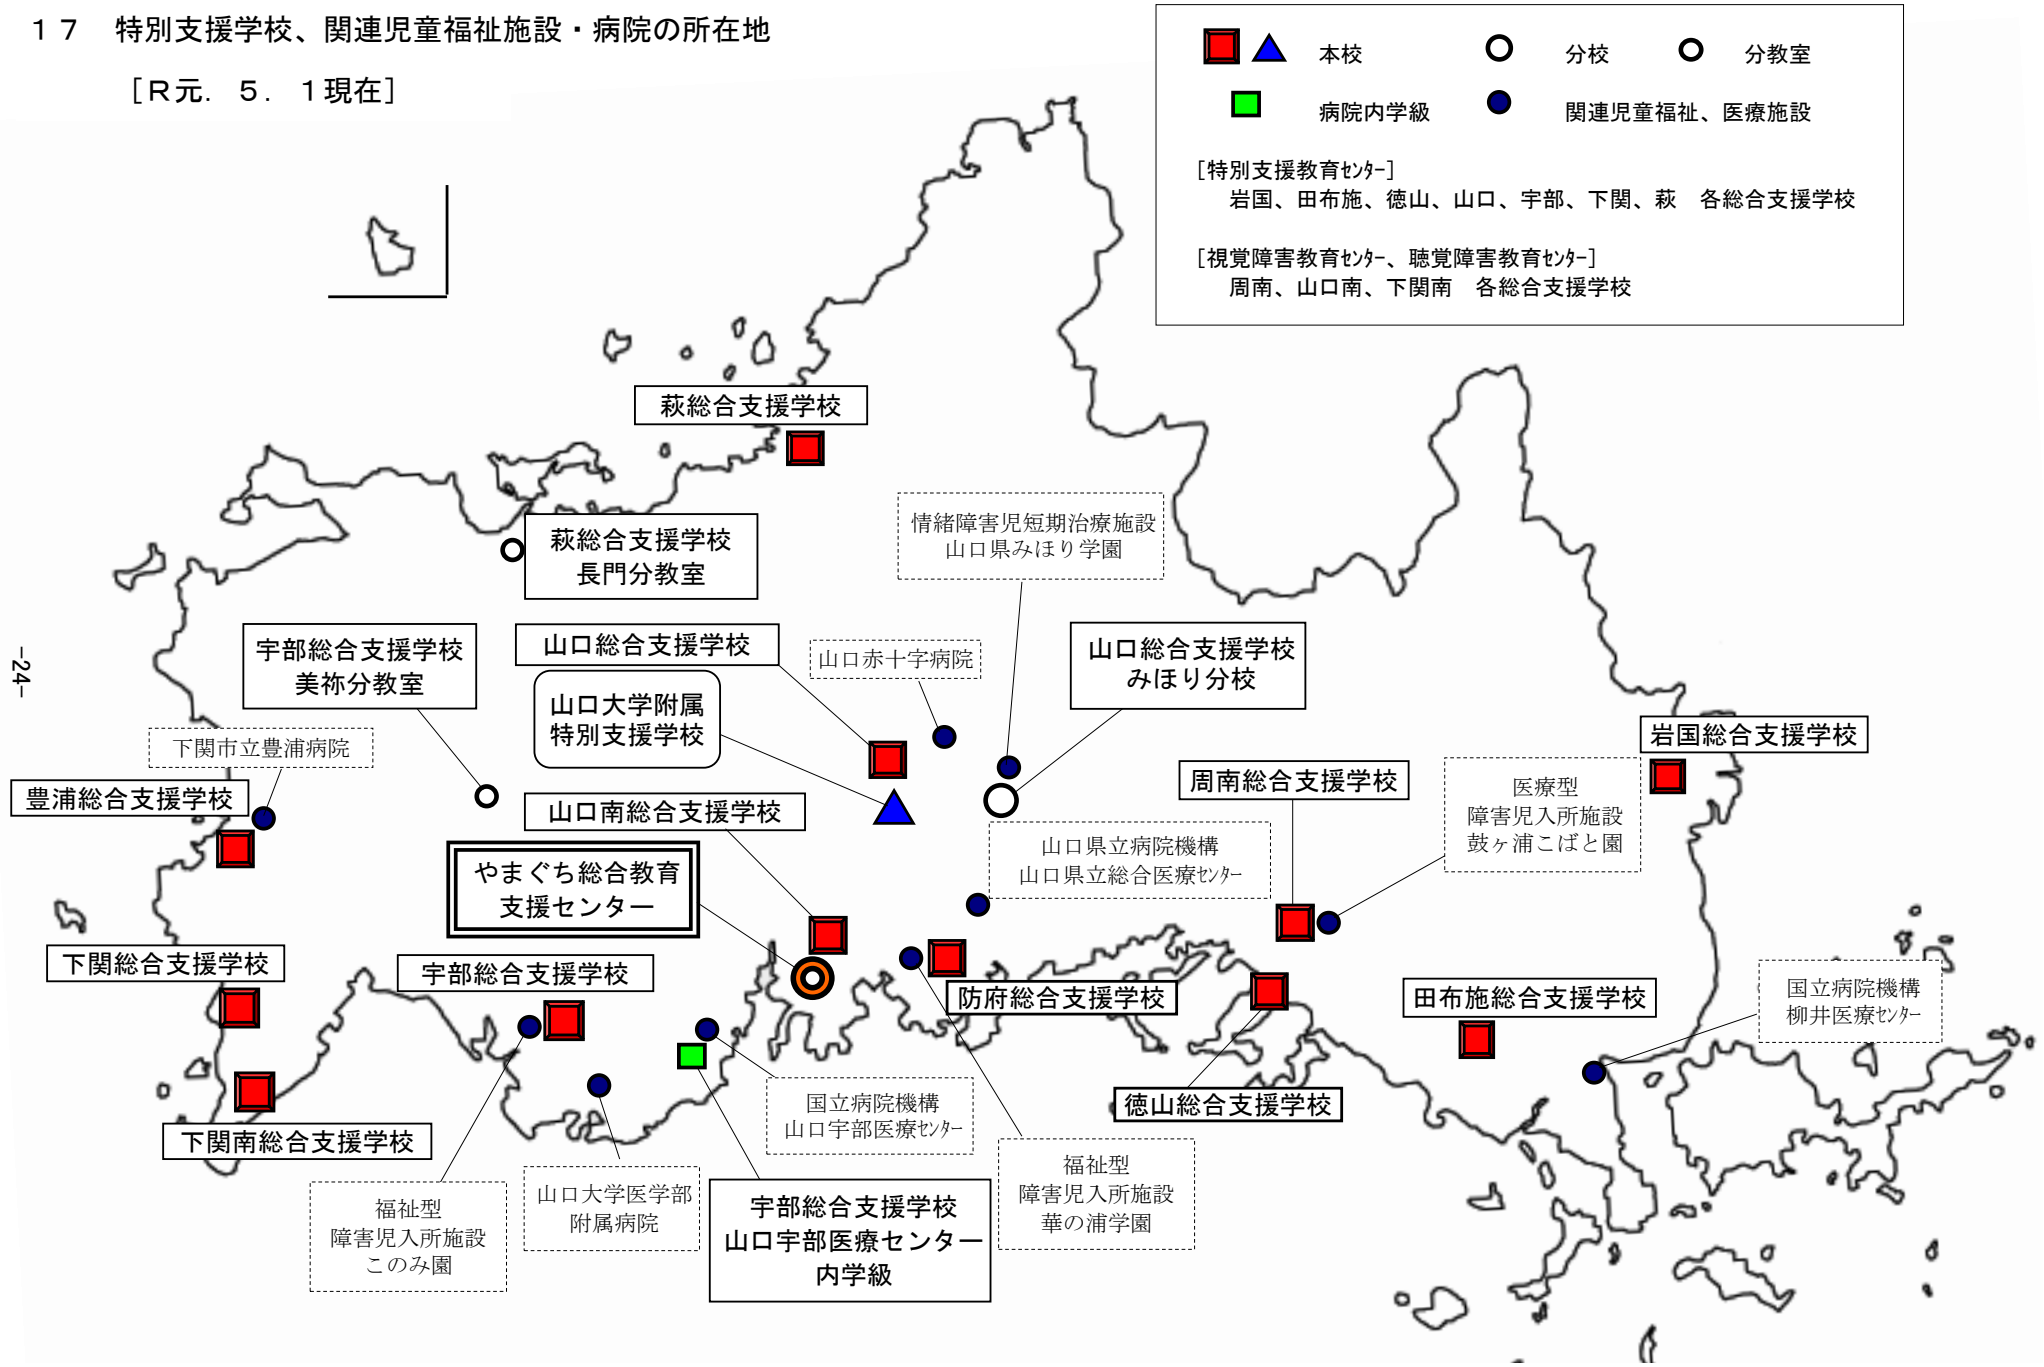 １７　特別支援学校、関連児童福祉施設・病院の所在地
［Ｒ元．５．１現在］
本校
分校
分教室
病院内学級
関連児童福祉、医療施設
［特別支援教育ｾﾝﾀｰ］
岩国、田布施、徳山、山口、宇部、下関、萩　各総合支援学校
［視覚障害教育ｾﾝﾀｰ、聴覚障害教育ｾﾝﾀｰ］
周南、山口南、下関南　各総合支援学校
萩総合支援学校
萩総合支援学校
長門分教室
情緒障害児短期治療施設
山口県みほり学園
宇部総合支援学校
美祢分教室
山口総合支援学校
山口赤十字病院
山口総合支援学校
みほり分校
山口大学附属
特別支援学校
岩国総合支援学校
下関市立豊浦病院
豊浦総合支援学校
山口南総合支援学校
周南総合支援学校
医療型
障害児入所施設
鼓ヶ浦こばと園
やまぐち総合教育
支援センター
山口県立病院機構
山口県立総合医療ｾﾝﾀｰ
下関総合支援学校
宇部総合支援学校
防府総合支援学校
田布施総合支援学校
国立病院機構
柳井医療ｾﾝﾀｰ
下関南総合支援学校
国立病院機構
山口宇部医療ｾﾝﾀｰ
徳山総合支援学校
福祉型
障害児入所施設
このみ園
山口大学医学部
附属病院
宇部総合支援学校
山口宇部医療センター
内学級
福祉型
障害児入所施設
華の浦学園
-24-